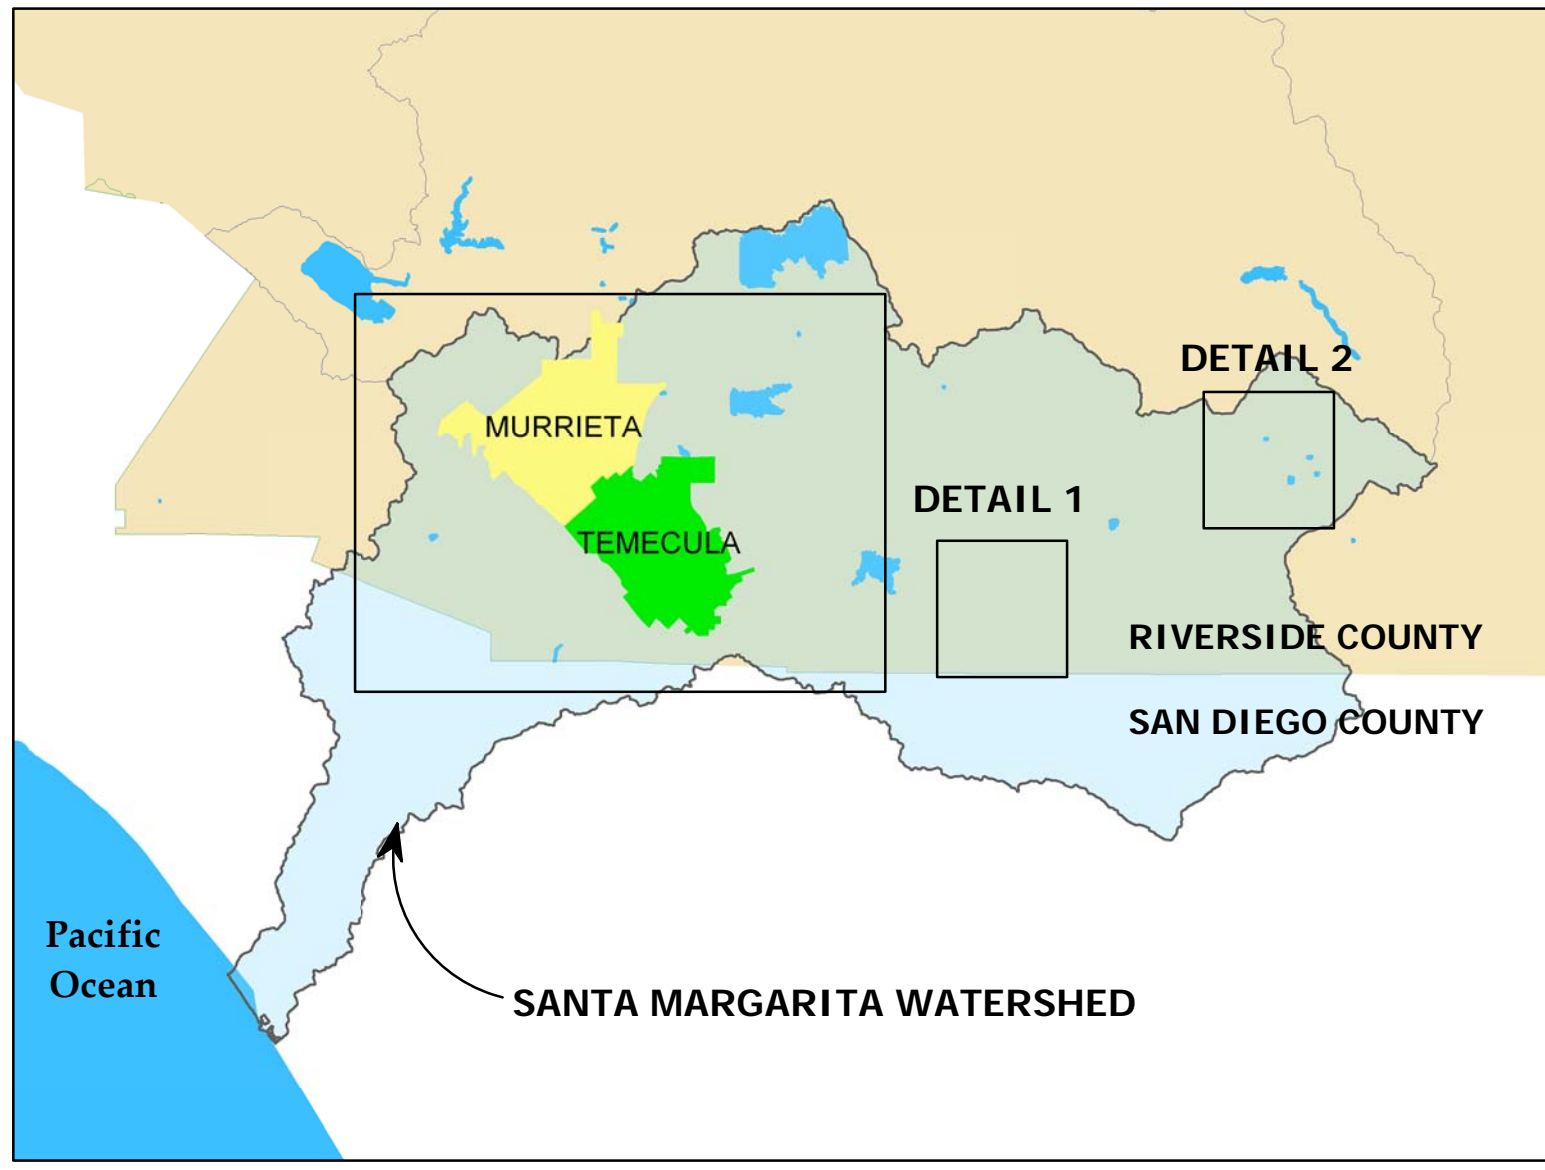 DETAIL 2
MURRIETA
DETAIL 1
TEMECULA
RIVERSIDE COUNTY
SAN DIEGO COUNTY
Pacific
Ocean
SANTA MARGARITA WATERSHED